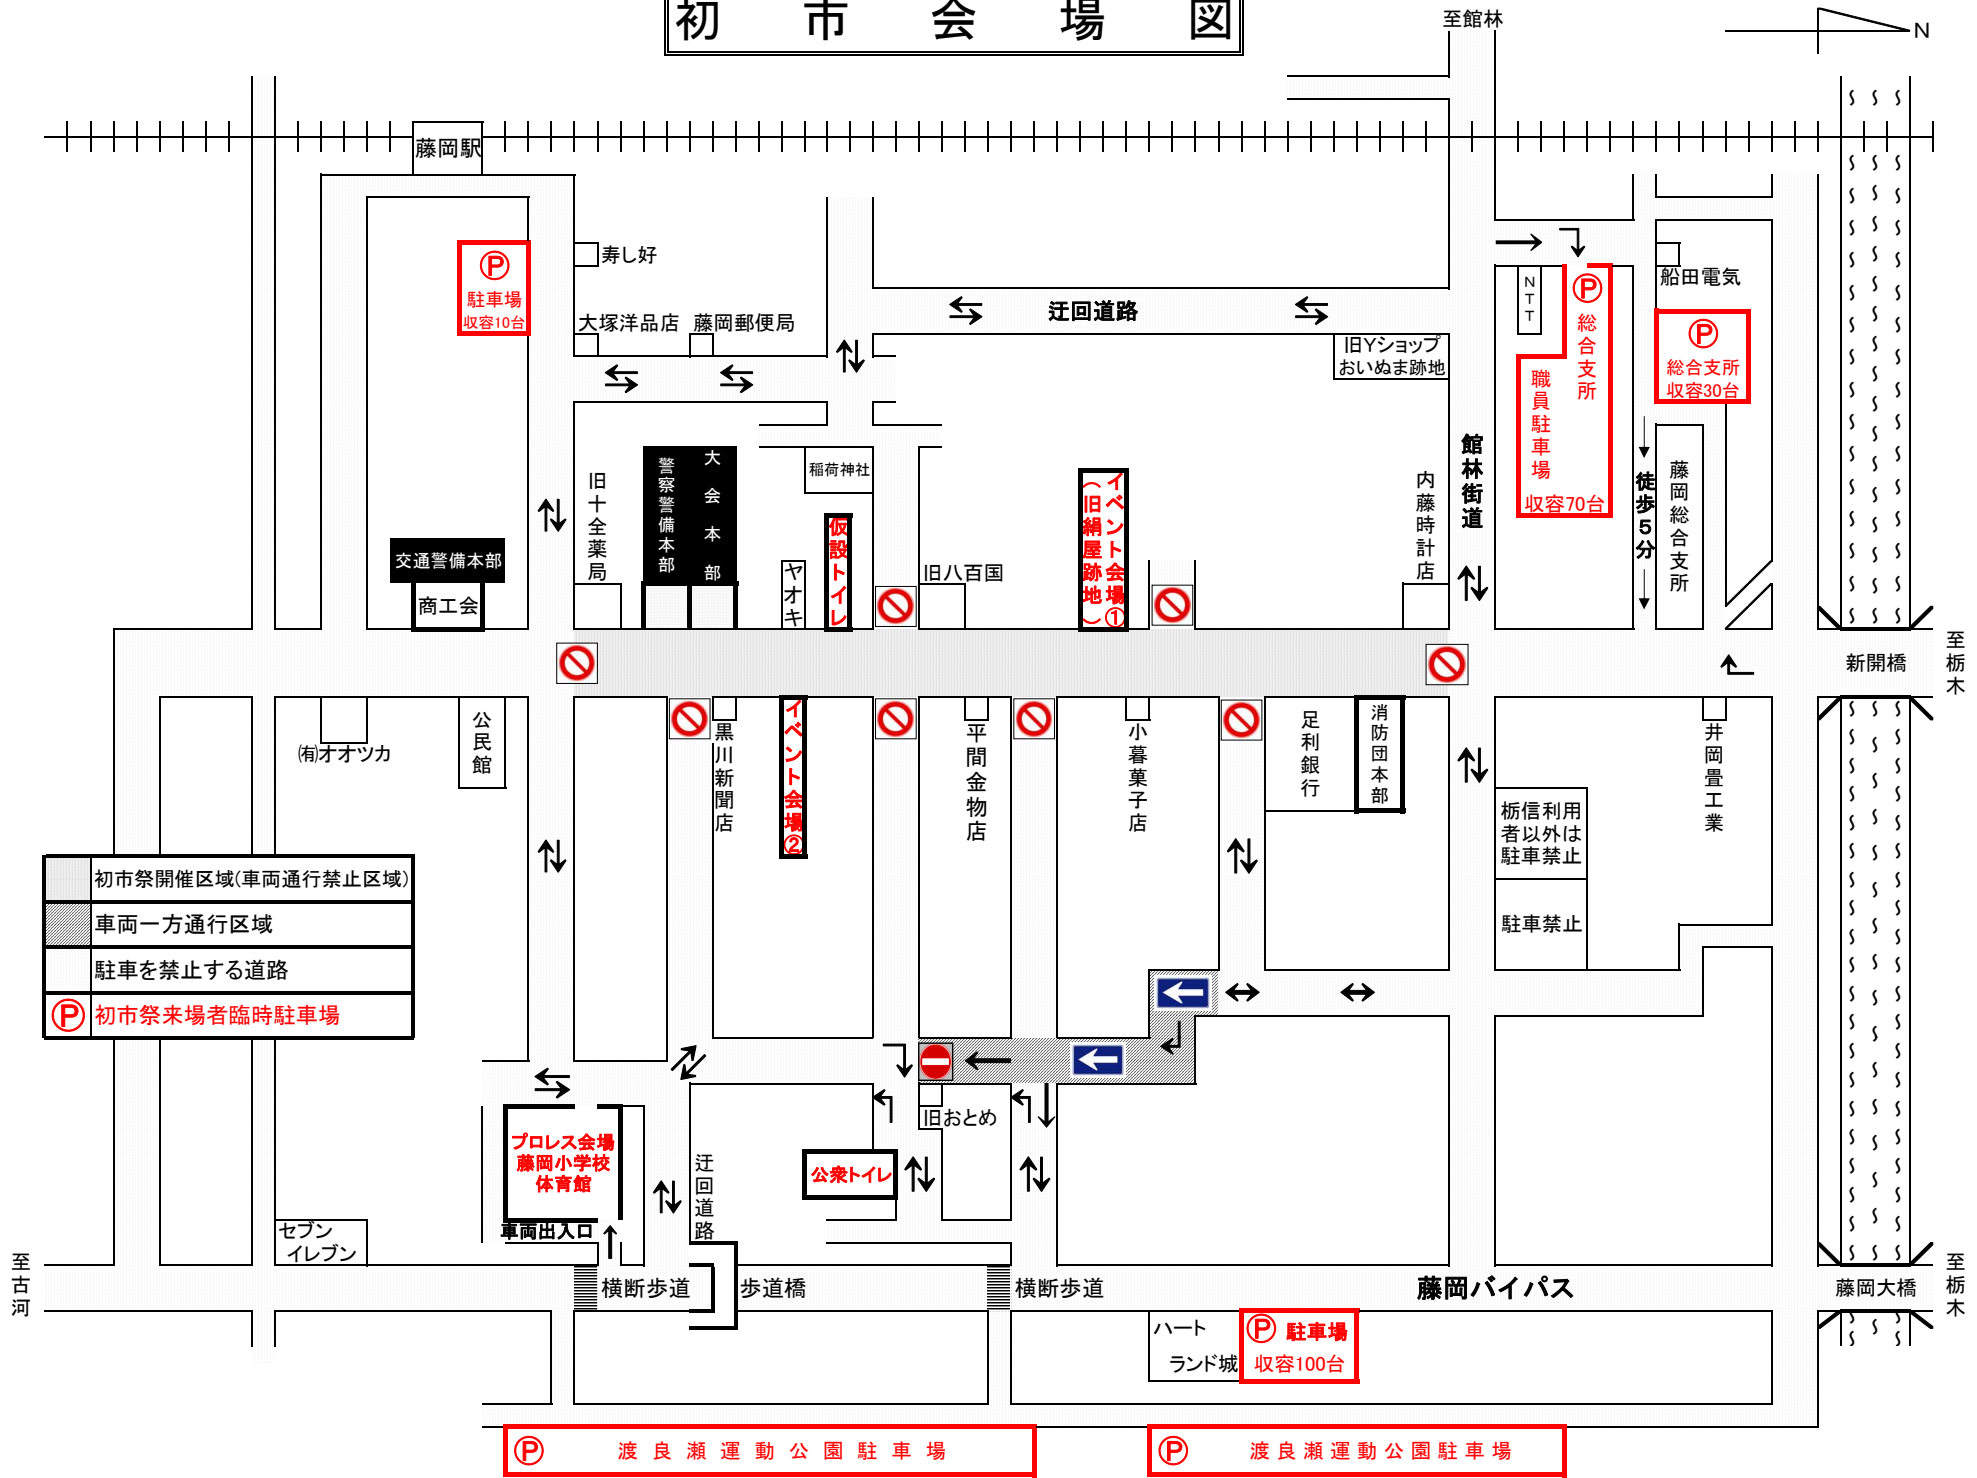 初市会場図
至館林
N
藤岡駅
Ⓟ
駐車場
収容10台
寿し好
大塚洋品店
藤岡郵便局
迂回道路
旧Yショップ
おいぬま跡地
NTT
Ⓟ
総合支所
職員駐車場
収容70台
船田電気
Ⓟ
総合支所
収容30台
館林街道
徒歩5分
藤岡総合支所
旧十全薬局
警察警備本部
大会本部
稲荷神社
仮設トイレ
ヤオキ
旧八百国
イベント会場①
(旧絹屋跡地)
内藤時計店
交通警備本部
商工会
新開橋
至栃木
㈲オオツカ
公民館
黒川新聞店
イベント会場②
平間金物店
小暮菓子店
足利銀行
消防団本部
井岡畳工業
栃信利用
者以外は
駐車禁止
駐車禁止
初市祭開催区域(車両通行禁止区域)
車両一方通行区域
駐車を禁止する道路
Ⓟ 初市祭来場者臨時駐車場
旧おとめ
プロレス会場
藤岡小学校
体育館
車両出入口
迂回道路
公衆トイレ
セブン
イレブン
至古河
横断歩道
歩道橋
横断歩道
藤岡バイパス
藤岡大橋
至栃木
ハート
ランド城
Ⓟ 駐車場
収容100台
Ⓟ 渡良瀬運動公園駐車場
Ⓟ 渡良瀬運動公園駐車場